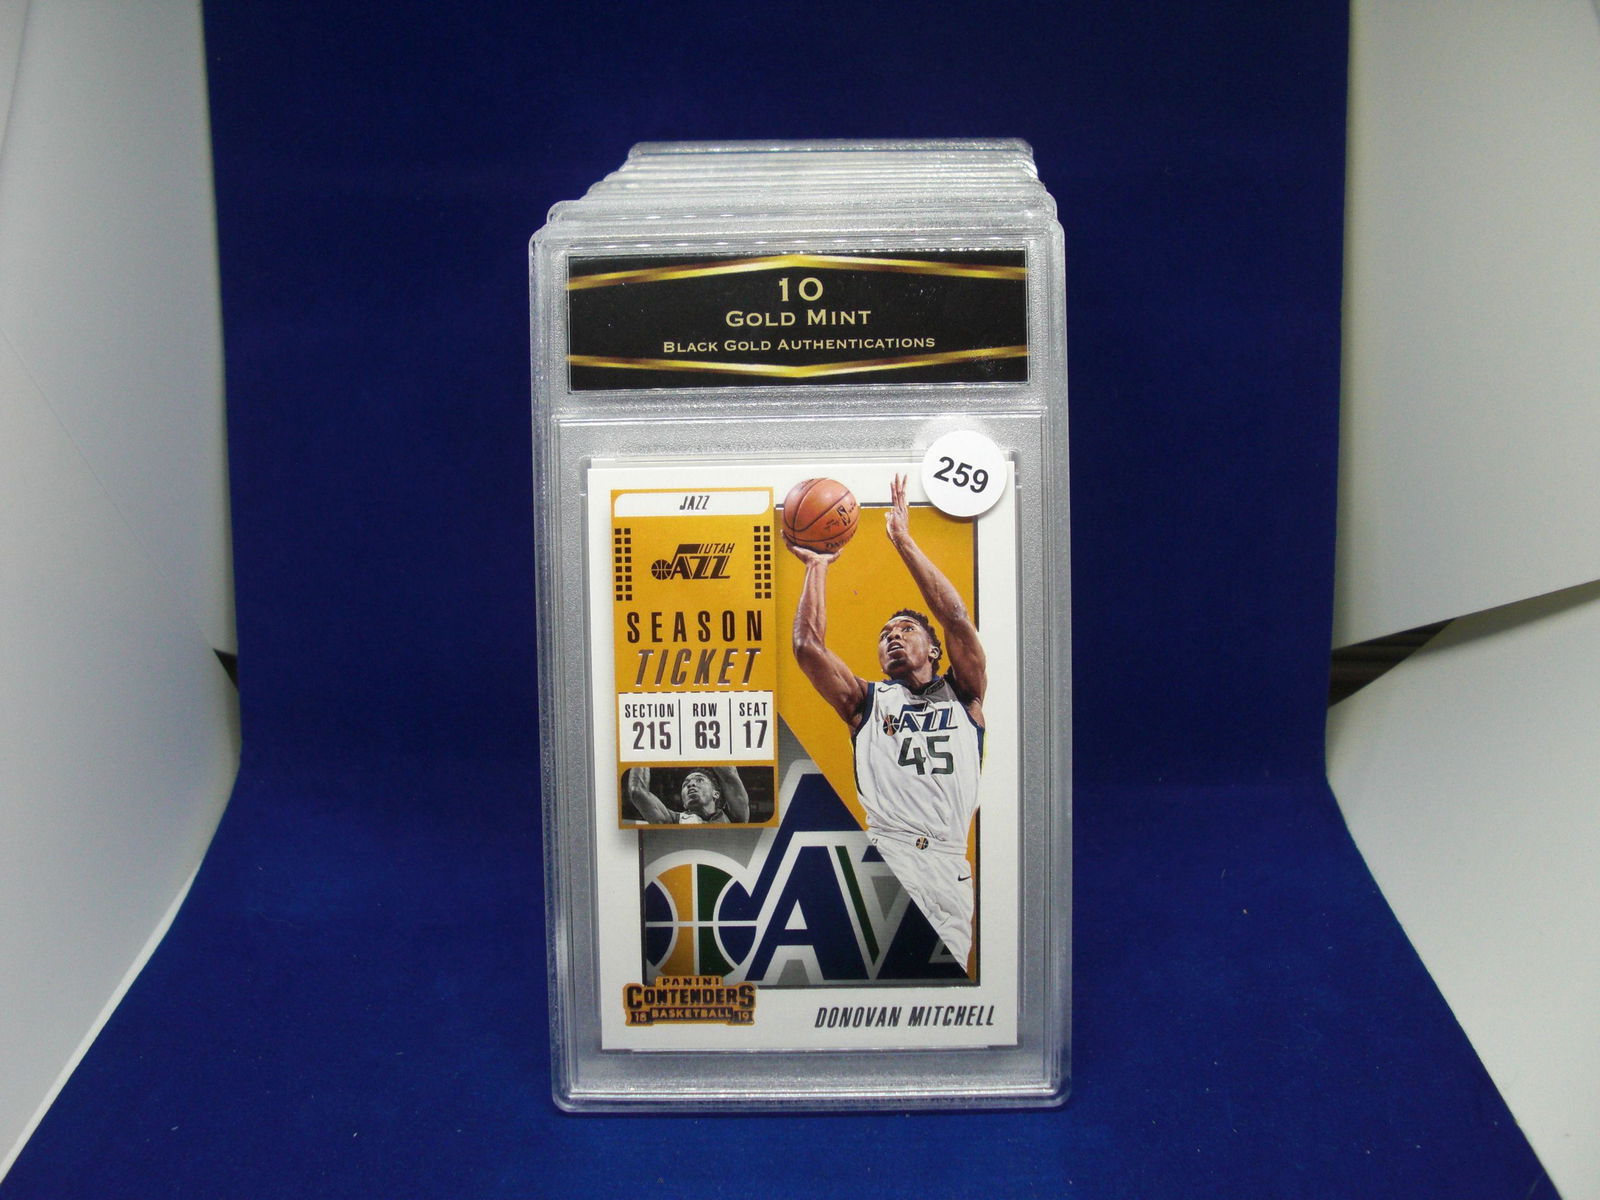 10
GOLD MINT
BLACK GOLD AUTHENTICATIONS
259
JAZZ
UTAH
JAZZ
SEASON
TICKET
SECTION ROW SEAT
215 63 17
JAZZ
45
JAZ
PANINI
CONTENDERS
18 BASKETBALL 19
DONOVAN MITCHELL